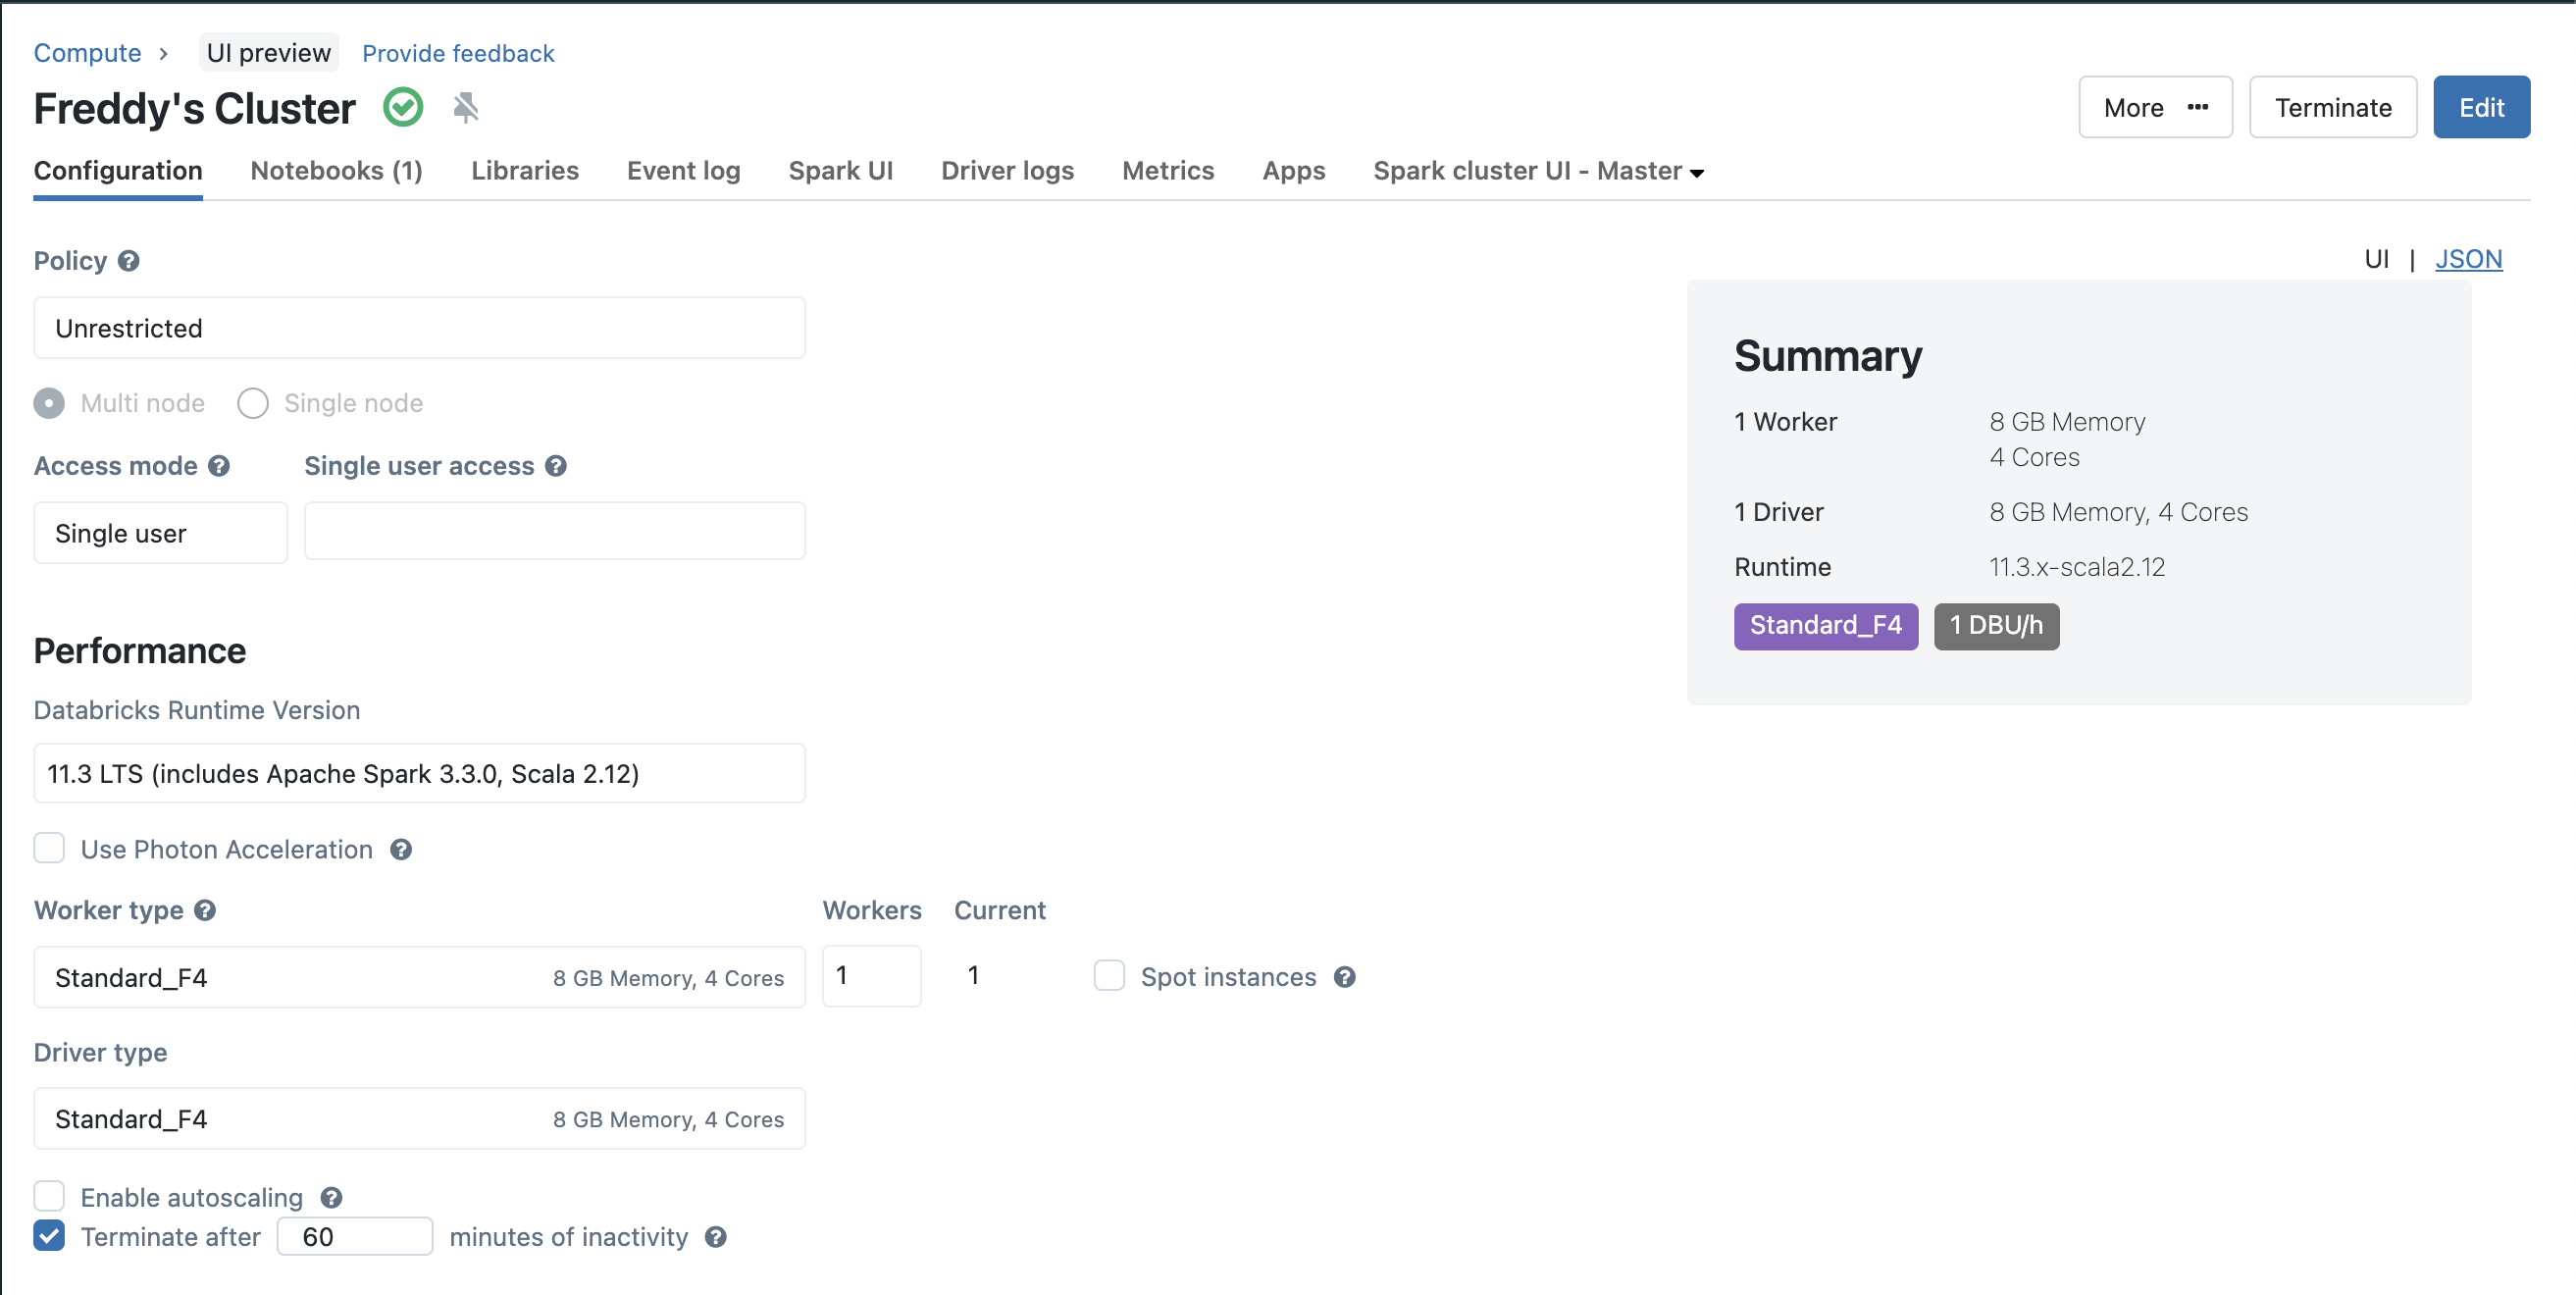 Compute › UI preview Provide feedback
Freddy's Cluster
More ••• Terminate Edit
Configuration Notebooks (1) Libraries Event log Spark UI Driver logs Metrics Apps Spark cluster UI - Master
UI | JSON
Policy ?
Unrestricted
Multi node Single node
Access mode ? Single user access ?
Single user
Performance
Databricks Runtime Version
11.3 LTS (includes Apache Spark 3.3.0, Scala 2.12)
Use Photon Acceleration ?
Worker type ? Workers Current
Standard_F4 8 GB Memory, 4 Cores 1 1 Spot instances ?
Driver type
Standard_F4 8 GB Memory, 4 Cores
Enable autoscaling ?
Terminate after 60 minutes of inactivity ?
Summary
1 Worker 8 GB Memory
4 Cores
1 Driver 8 GB Memory, 4 Cores
Runtime 11.3.x-scala2.12
Standard_F4 1 DBU/h